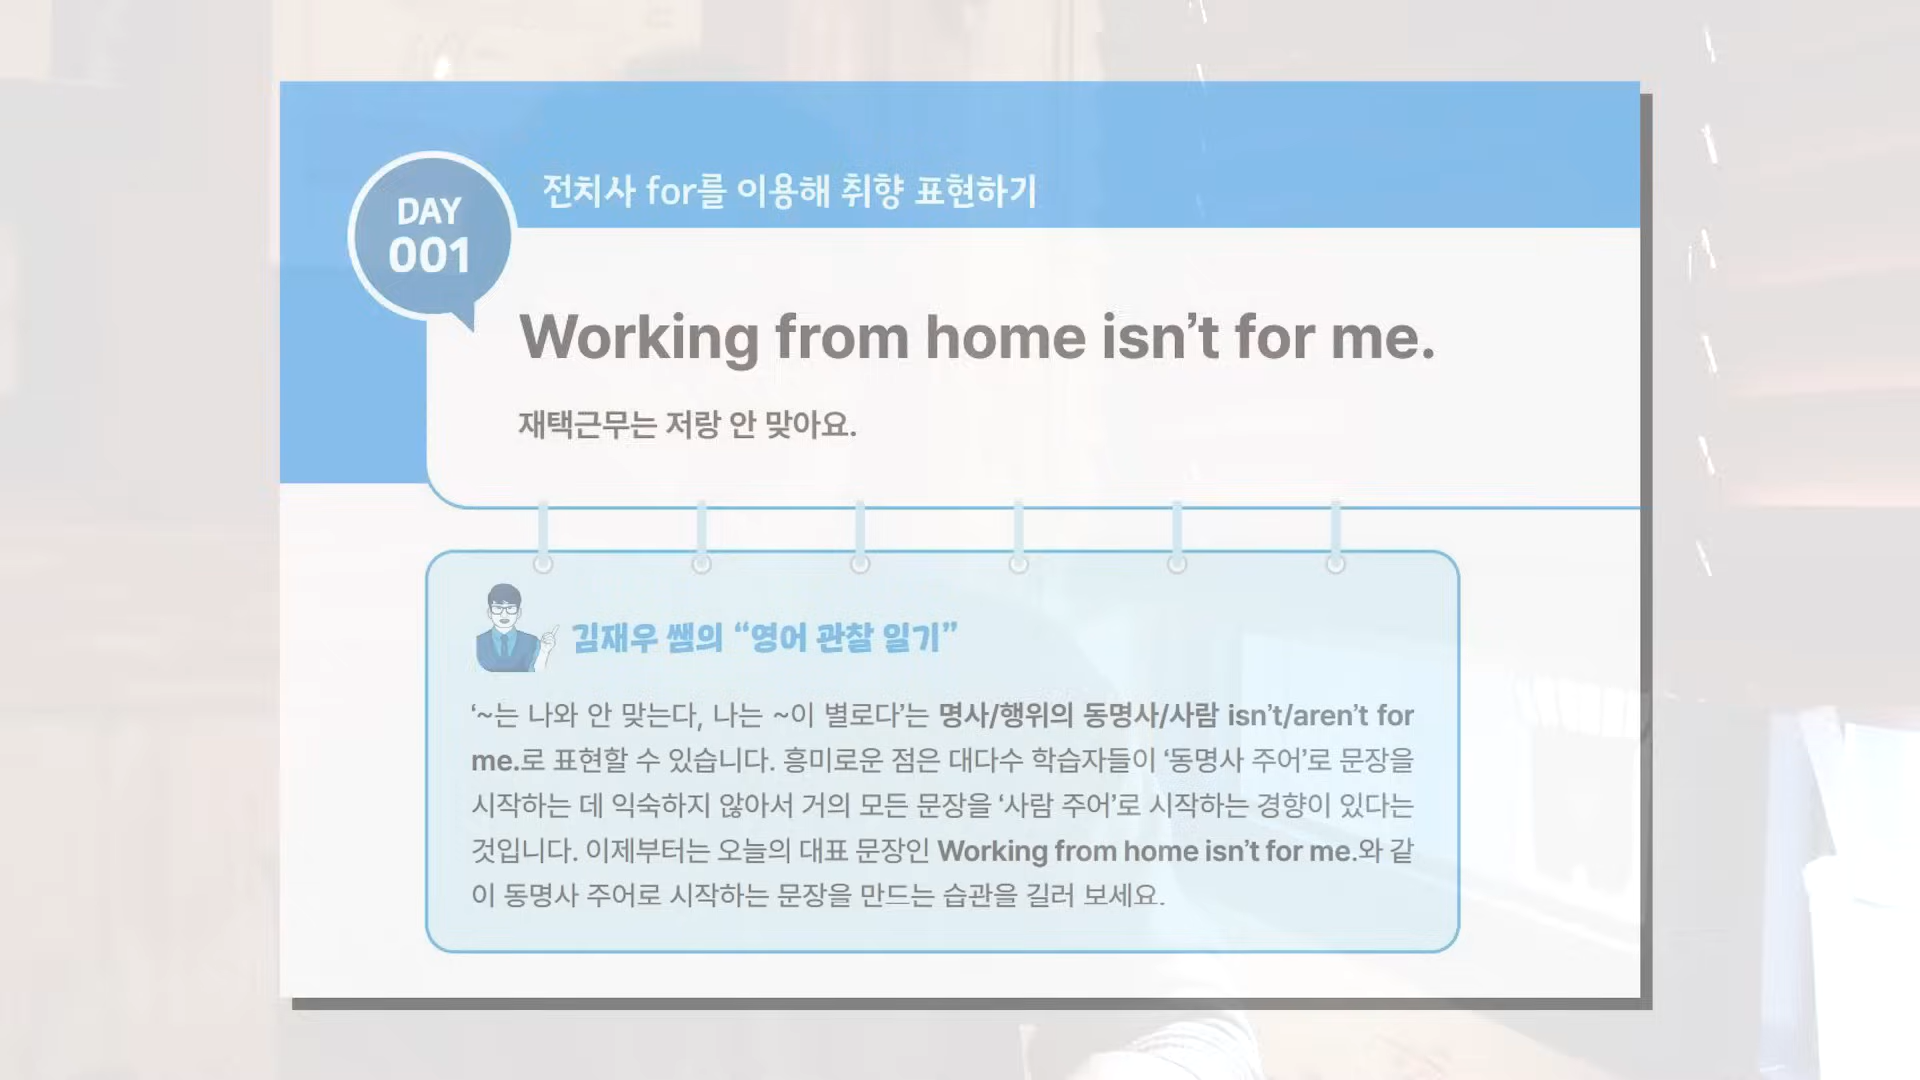 DAY
001
전치사 for를 이용해 취향 표현하기
Working from home isn’t for me.
재택근무는 저랑 안 맞아요.
김재우 쌤의 “영어 관찰 일기”
‘~는 나와 안 맞는다, 나는 ~이 별로다’는 명사/행위의 동명사/사람 isn’t/aren’t for
me.로 표현할 수 있습니다. 흥미로운 점은 대다수 학습자들이 ‘동명사 주어’로 문장을
시작하는 데 익숙하지 않아서 거의 모든 문장을 ‘사람 주어’로 시작하는 경향이 있다는
것입니다. 이제부터는 오늘의 대표 문장인 Working from home isn’t for me.와 같
이 동명사 주어로 시작하는 문장을 만드는 습관을 길러 보세요.